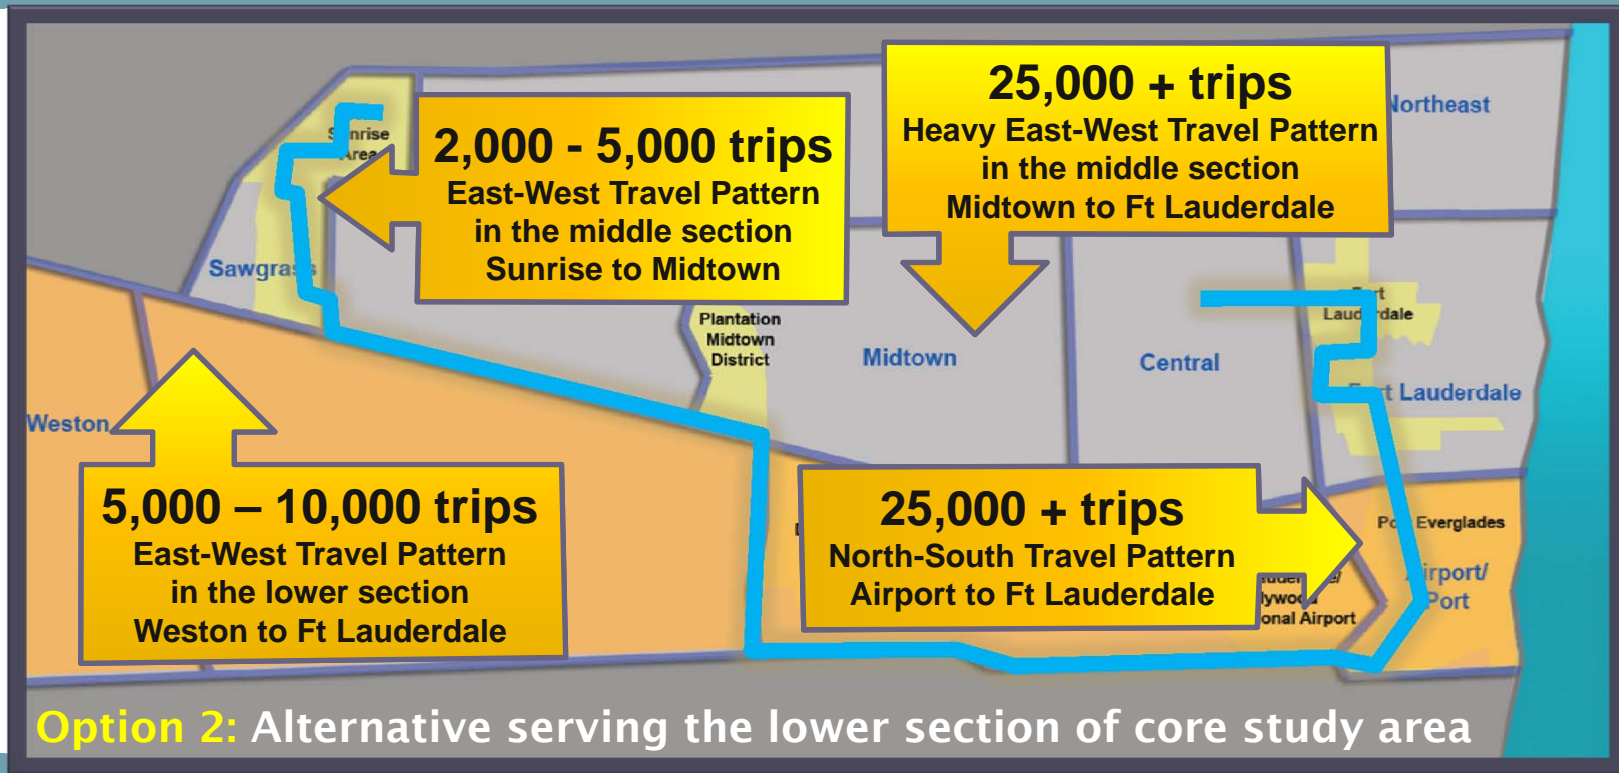 Northeast
25,000 + trips
Heavy East-West Travel Pattern
in the middle section
Midtown to Ft Lauderdale
Area
2,000 - 5,000 trips
East-West Travel Pattern
in the middle section
Sunrise to Midtown
Plantation
Midtown
District
Midtown
Central
Lauderdale
Lauderdale
Weston
5,000 – 10,000 trips
East-West Travel Pattern
in the lower section
Weston to Ft Lauderdale
25,000 + trips
North-South Travel Pattern
Airport to Ft Lauderdale
Everglades
Port
Airport
Option 2: Alternative serving the lower section of core study area